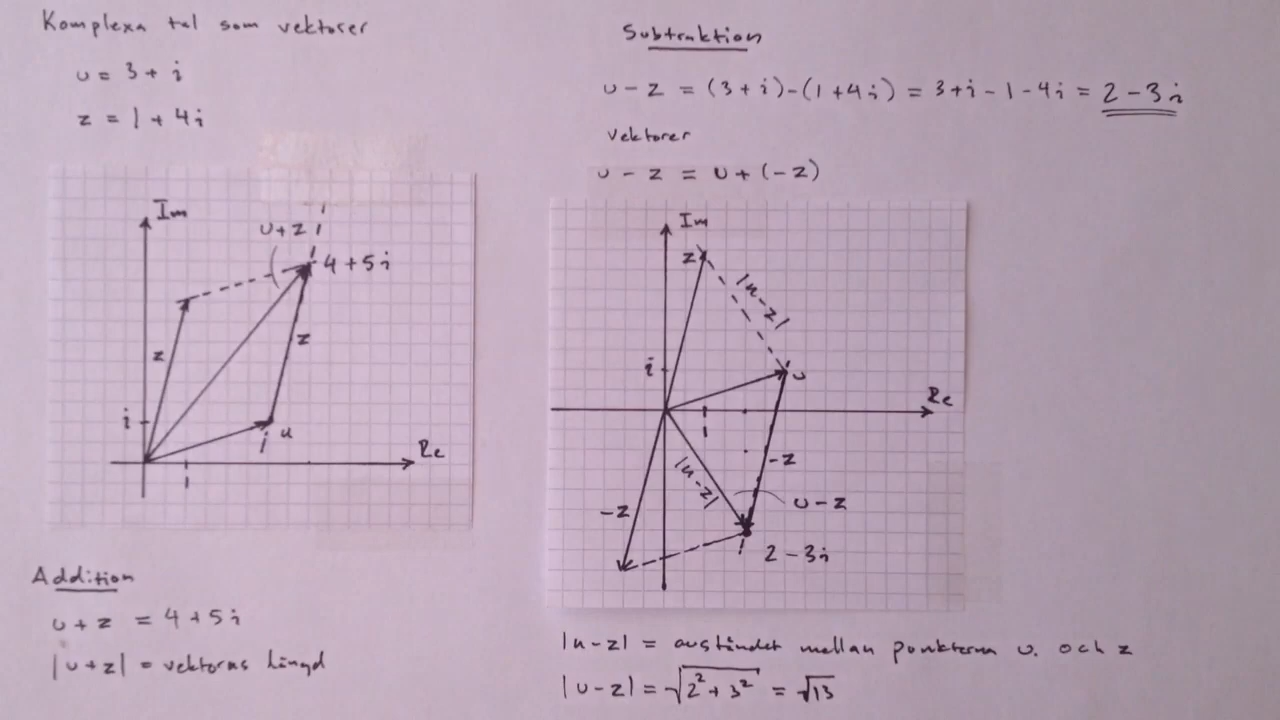 Komplexa tal som vektorer
u = 3 + i
z = 1 + 4i
Im
u+z
4+5i
z
z
i
u
1
Re
Addition
u+z = 4+5i
|u+z| = vektorns längd
Subtraktion
u-z = (3+i)-(1+4i) = 3+i-1-4i = 2-3i
Vektorer
u-z = u+(-z)
Im
z
|u-z|
i
u
Re
1
|u-z|
-z
-z
u-z
2-3i
|u-z| = avståndet mellan punkterna u. och z
|u-z| = √2²+3² = √13